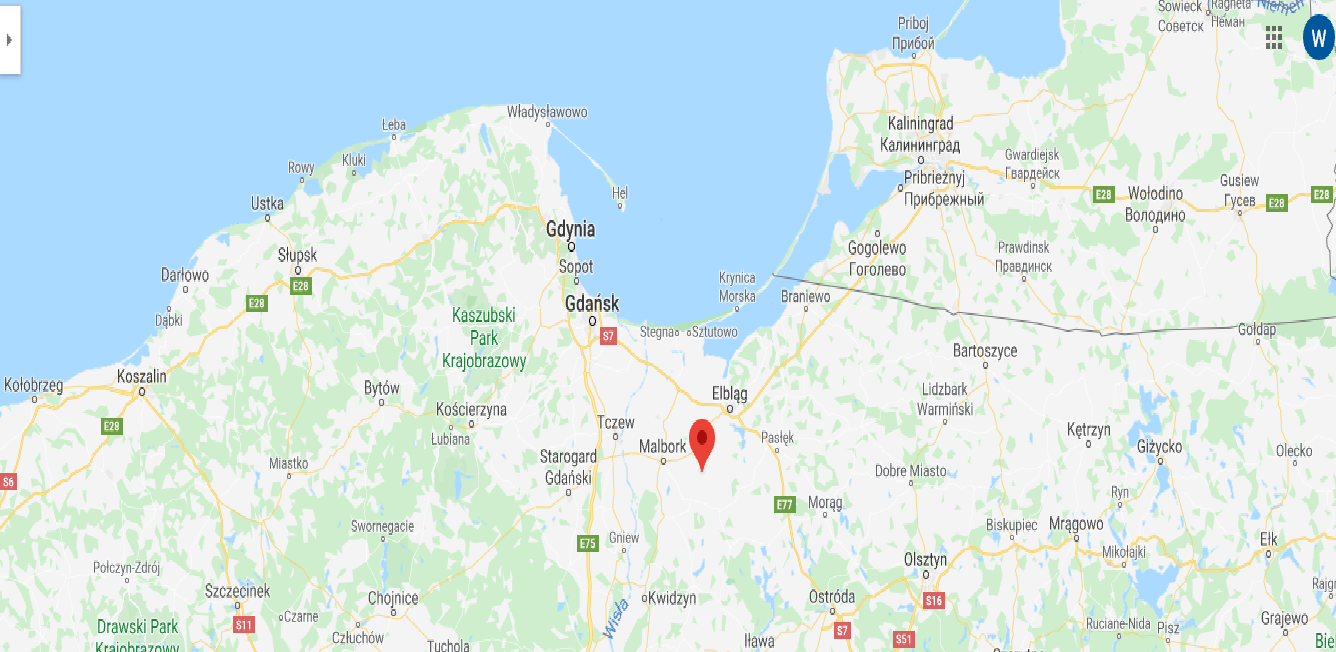 Sowieck
Советск
Ragneta
Неман
Niemen
W
Priboj
Прибой
Władysławowo
Łeba
Kaliningrad
Калининград
Rowy
Kluki
Gwardiejsk
Гвардейск
Pribrieżnyj
Прибрежный
Hel
E28
Wołodino
Володино
Gusiew
Гусев
E28
E28
Ustka
Gdynia
Słupsk
Sopot
Gogolewo
Гоголево
Prawdinsk
Правдинск
Darłowo
E28
E28
Krynica
Morska
Braniewo
Gdańsk
Dąbki
Kaszubski
Park
Krajobrazowy
S7
Stegna
Sztutowo
Gołdap
Bartoszyce
Kołobrzeg
Koszalin
Bytów
Elbląg
Lidzbark
Warmiński
E28
Kościerzyna
Łubiana
Tczew
Malbork
Pasłęk
Kętrzyn
Giżycko
Olecko
Miastko
Starogard
Gdański
Dobre Miasto
S6
Swornegacie
E77
Morąg
Ryn
E75
Gniew
Biskupiec
Mrągowo
Mikołajki
Ełk
Połczyn-Zdrój
Szczecinek
Chojnice
Kwidzyn
Olsztyn
Ostróda
S16
Rajgr
Czarne
S11
Drawski Park
Krajobrazowy
Człuchów
Tuchola
Wisła
Iława
S7
S51
Ruciane-Nida
Pisz
Grajewo
Bie